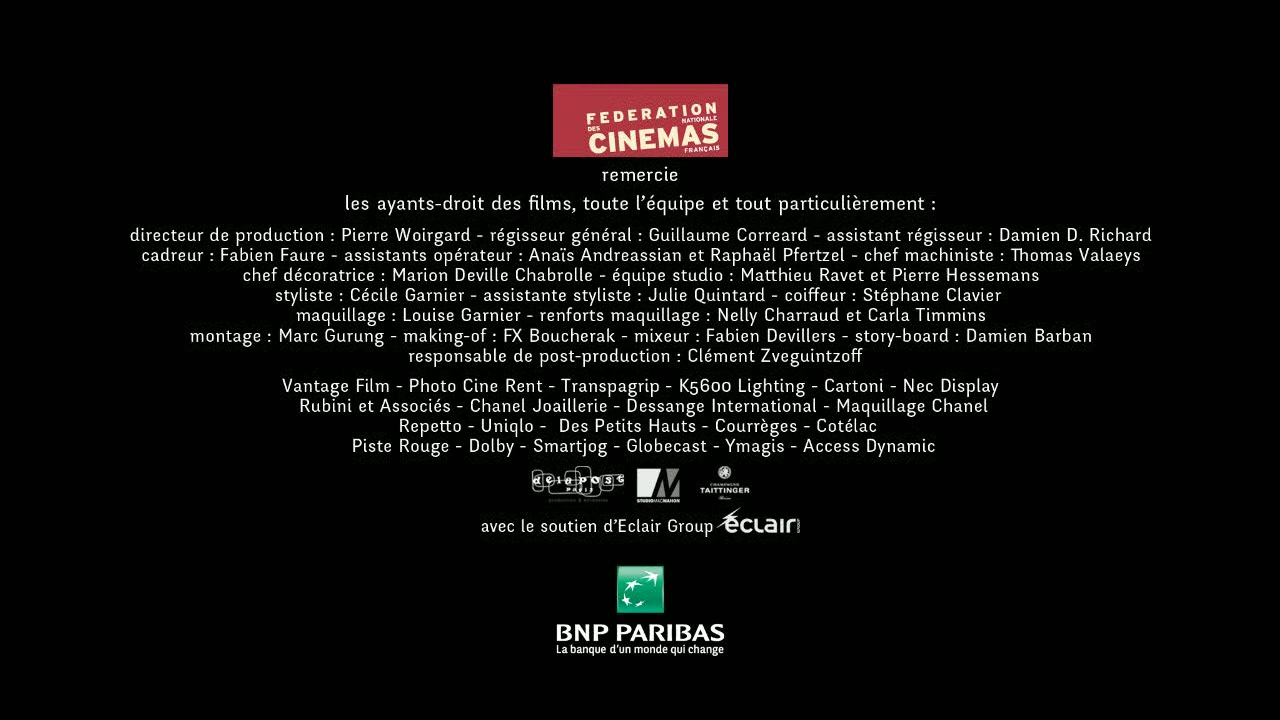 FEDERATION
DES NATIONALE
CINEMAS
FRANÇAIS
remercie
les ayants-droit des films, toute l'équipe et tout particulièrement :
directeur de production : Pierre Woirgard - régisseur général : Guillaume Correard - assistant régisseur : Damien D. Richard
cadreur : Fabien Faure - assistants opérateur : Anaïs Andreassian et Raphaël Pfertzel - chef machiniste : Thomas Valaeys
chef décoratrice : Marion Deville Chabrolle - équipe studio : Matthieu Ravet et Pierre Hessemans
styliste : Cécile Garnier - assistante styliste : Julie Quintard - coiffeur : Stéphane Clavier
maquillage : Louise Garnier - renforts maquillage : Nelly Charraud et Carla Timmins
montage : Marc Gurung - making-of : FX Boucherak - mixeur : Fabien Devillers - story-board : Damien Barban
responsable de post-production : Clément Zveguintzoff
Vantage Film - Photo Cine Rent - Transpagrip - K5600 Lighting - Cartoni - Nec Display
Rubini et Associés - Chanel Joaillerie - Dessange International - Maquillage Chanel
Repetto - Uniqlo - Des Petits Hauts - Courrèges - Cotélac
Piste Rouge - Dolby - Smartjog - Globecast - Ymagis - Access Dynamic
delaPOST
PARIS
STUDIOMACMAHON
CHAMPAGNE
TAITTINGER
Reims
avec le soutien d'Eclair Group éclair
BNP PARIBAS
La banque d'un monde qui change